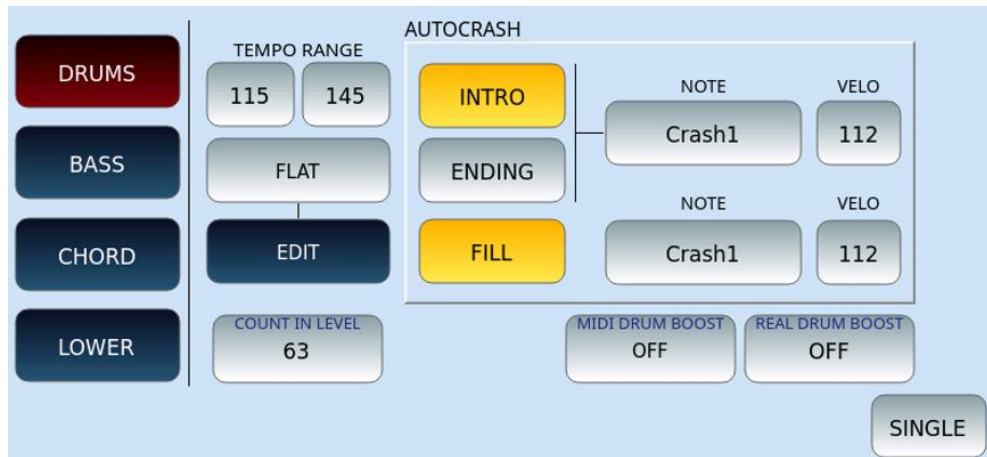 DRUMS
BASS
CHORD
LOWER
TEMPO RANGE
115 145
FLAT
EDIT
COUNT IN LEVEL
63
AUTOCRASH
INTRO
ENDING
FILL
NOTE VELO
Crash1 112
NOTE VELO
Crash1 112
MIDI DRUM BOOST
OFF
REAL DRUM BOOST
OFF
SINGLE